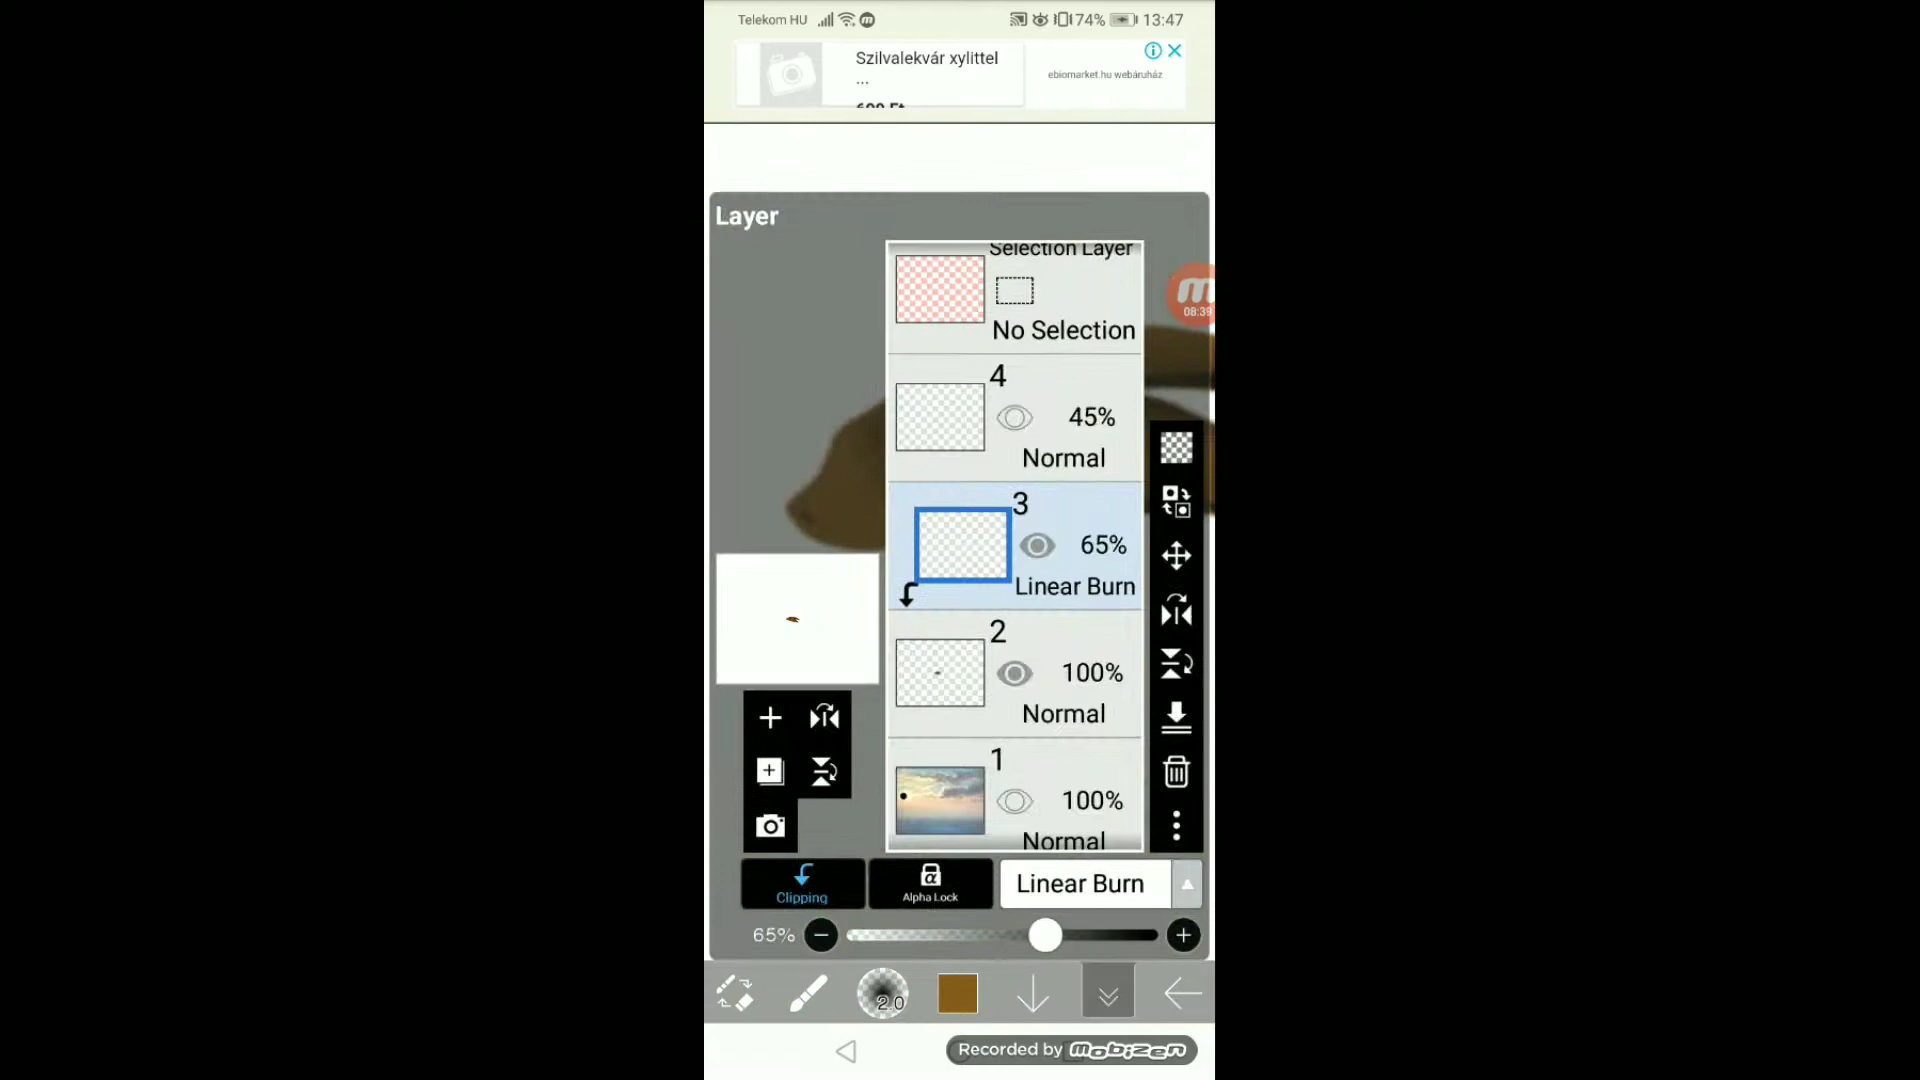 Telekom HU
74% 13:47
Szilvalekvár xylittel
...
ebiomarket.hu webáruház
Layer
Selection Layer
No Selection
4
45%
Normal
3
65%
Linear Burn
2
100%
Normal
1
100%
Normal
08:39
Clipping
Alpha Lock
Linear Burn
65%
2.0
Recorded by mobizen